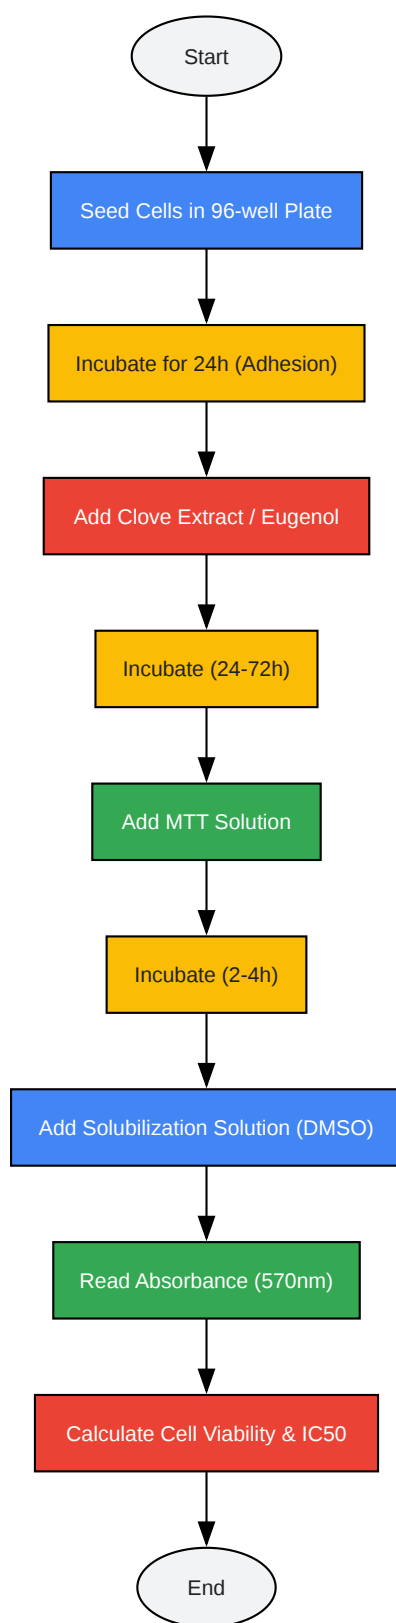 Start
Seed Cells in 96-well Plate
Incubate for 24h (Adhesion)
Add Clove Extract / Eugenol
Incubate (24-72h)
Add MTT Solution
Incubate (2-4h)
Add Solubilization Solution (DMSO)
Read Absorbance (570nm)
Calculate Cell Viability & IC50
End